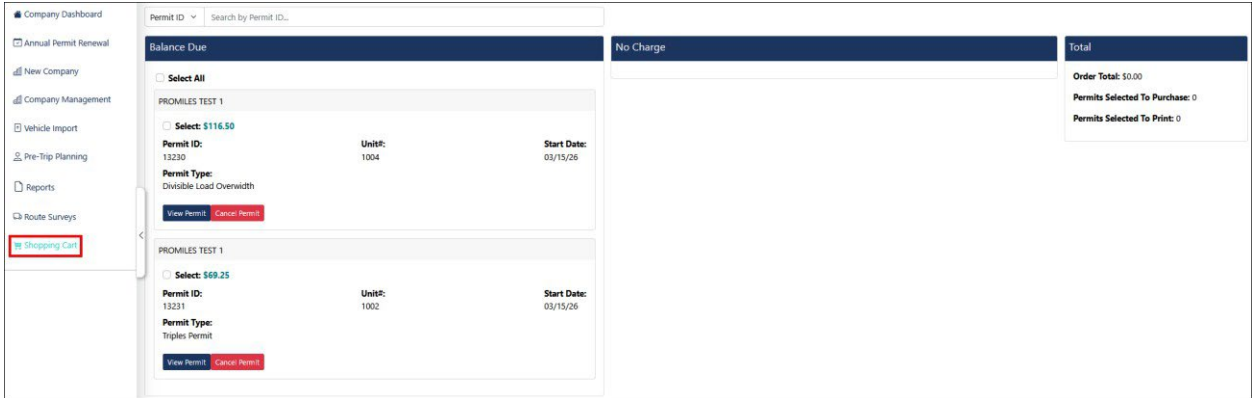 Company Dashboard
Annual Permit Renewal
New Company
Company Management
Vehicle Import
Pre-Trip Planning
Reports
Route Surveys
Shopping Cart
Permit ID Search by Permit ID...
Balance Due
Select All
PROMILES TEST 1
Select: $116.50
Permit ID: Unit#: Start Date:
13230 1004 03/15/26
Permit Type:
Divisible Load Overwidth
View Permit Cancel Permit
PROMILES TEST 1
Select: $69.25
Permit ID: Unit#: Start Date:
13231 1002 03/15/26
Permit Type:
Triples Permit
View Permit Cancel Permit
No Charge
Total
Order Total: $0.00
Permits Selected To Purchase: 0
Permits Selected To Print: 0